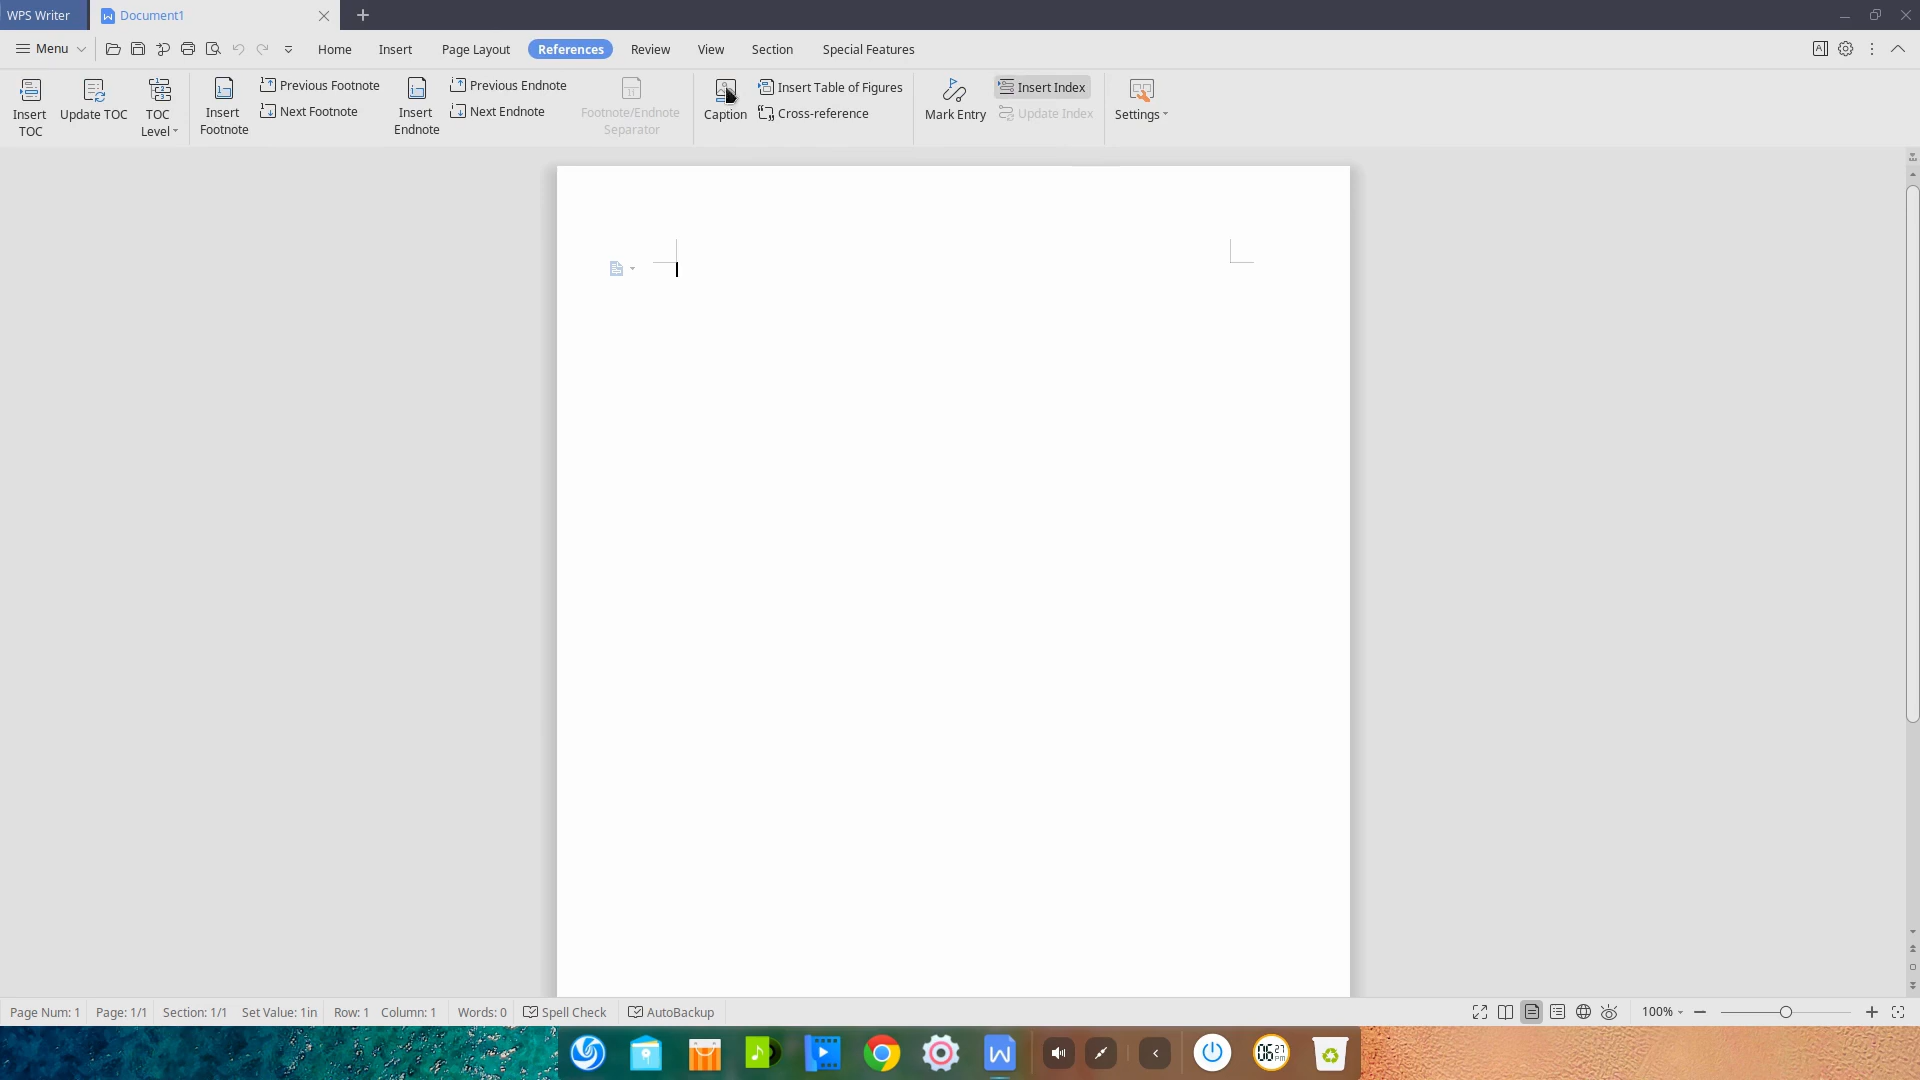 WPS Writer
Document1
Menu
Home
Insert
Page Layout
References
Review
View
Section
Special Features
Insert
TOC
Update TOC
TOC
Level
Insert
Footnote
Previous Footnote
Next Footnote
Insert
Endnote
Previous Endnote
Next Endnote
Footnote/Endnote
Separator
Caption
Insert Table of Figures
Cross-reference
Mark Entry
Insert Index
Update Index
Settings
Page Num: 1
Page: 1/1
Section: 1/1
Set Value: 1in
Row: 1
Column: 1
Words: 0
Spell Check
AutoBackup
100%
06 27
PM